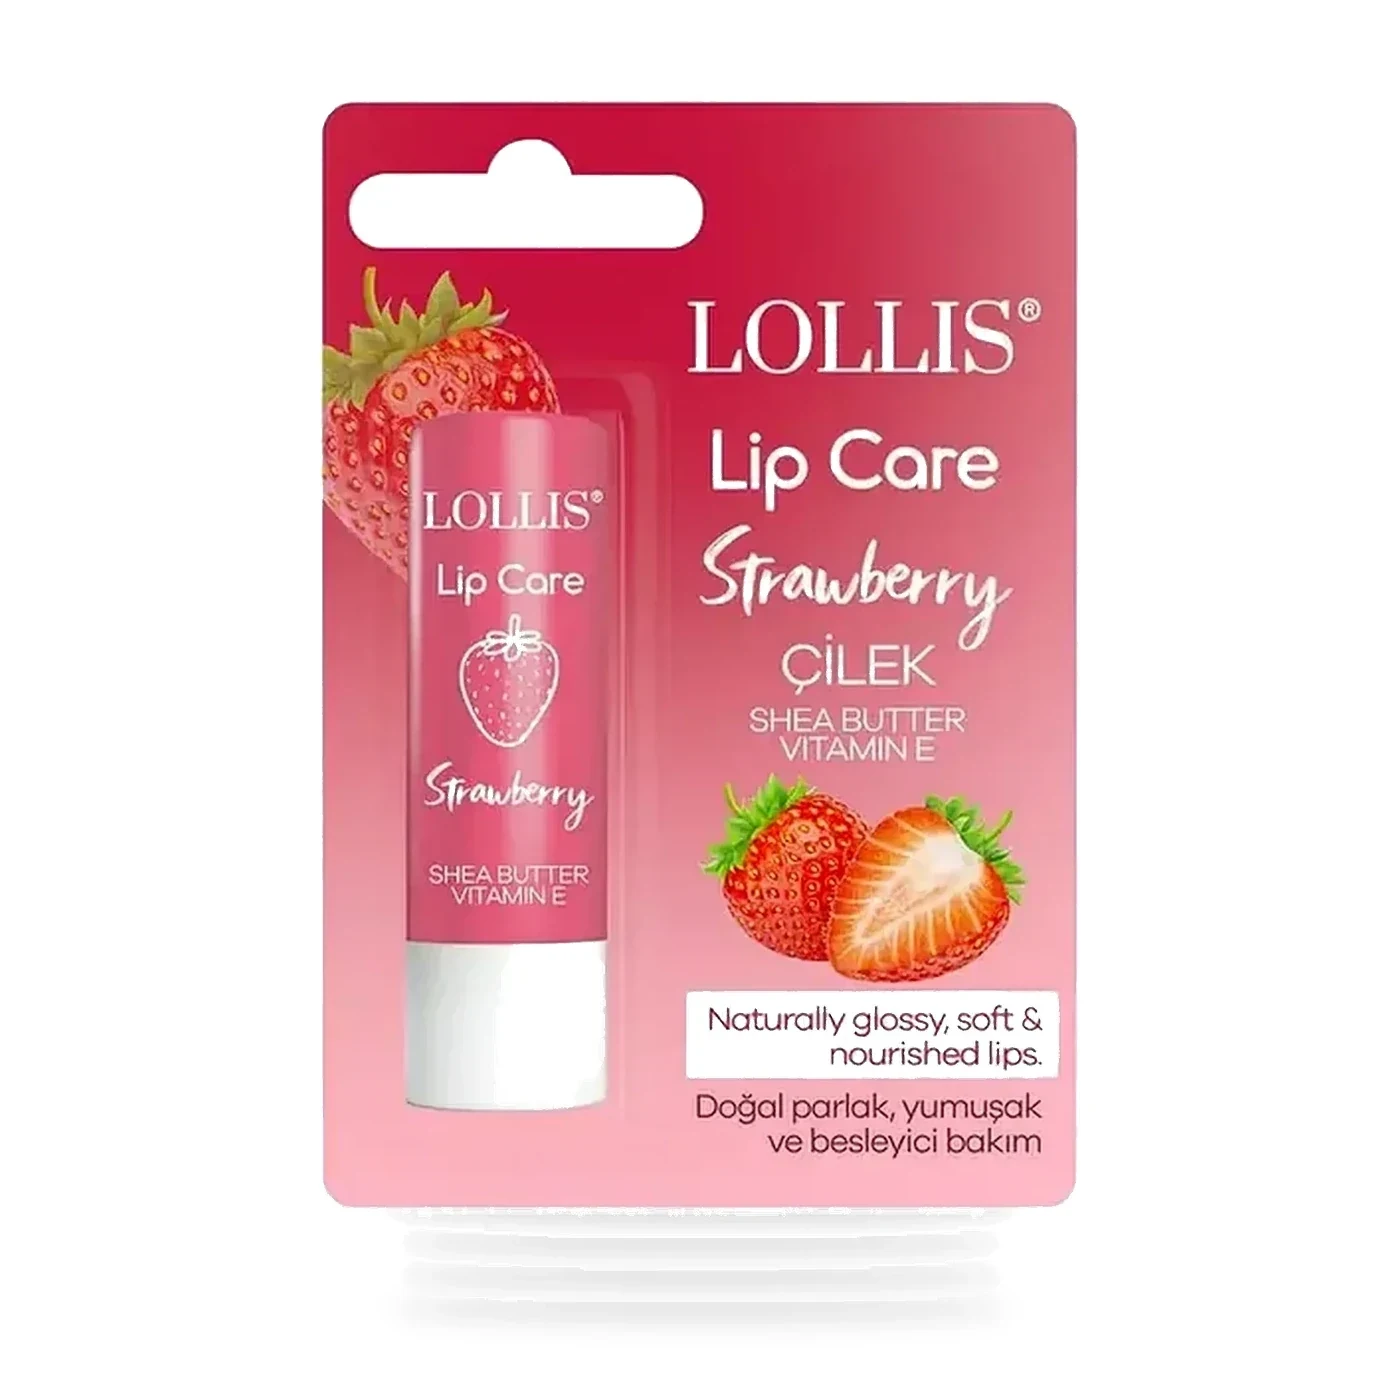 LOLLIS®
Lip Care
Strawberry
ÇİLEK
SHEA BUTTER
VITAMIN E
Naturally glossy, soft &
nourished lips.
Doğal parlak, yumuşak
ve besleyici bakım
LOLLIS®
Lip Care
Strawberry
SHEA BUTTER
VITAMIN E